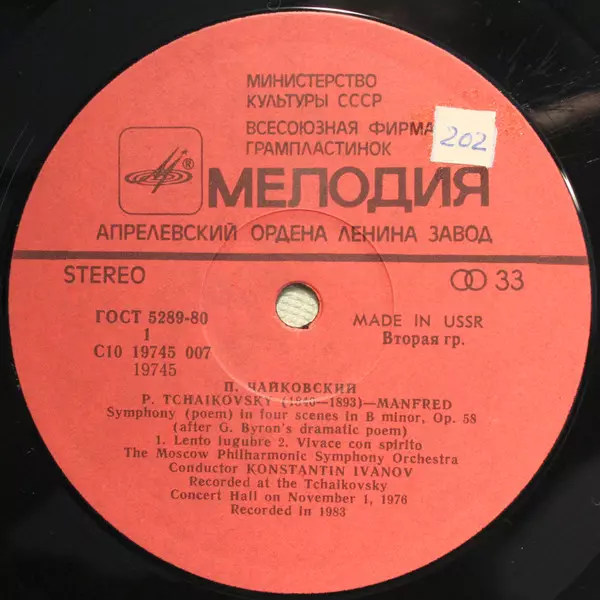 МИНИСТЕРСТВО
КУЛЬТУРЫ СССР
ВСЕСОЮЗНАЯ ФИРМА
ГРАМПЛАСТИНОК
202
®
МЕЛОДИЯ
АПРЕЛЕВСКИЙ ОРДЕНА ЛЕНИНА ЗАВОД
STEREO
33
ГОСТ 5289-80
1
С10 19745 007
19745
MADE IN USSR
Вторая гр.
П. ЧАЙКОВСКИЙ
P. TCHAIKOVSKY (1840—1893)—MANFRED
Symphony (poem) in four scenes in B minor, Op. 58
(after G. Byron's dramatic poem)
1. Lento lugubre 2. Vivace con spirito
The Moscow Philharmonic Symphony Orchestra
Conductor KONSTANTIN IVANOV
Recorded at the Tchaikovsky
Concert Hall on November 1, 1976
Recorded in 1983